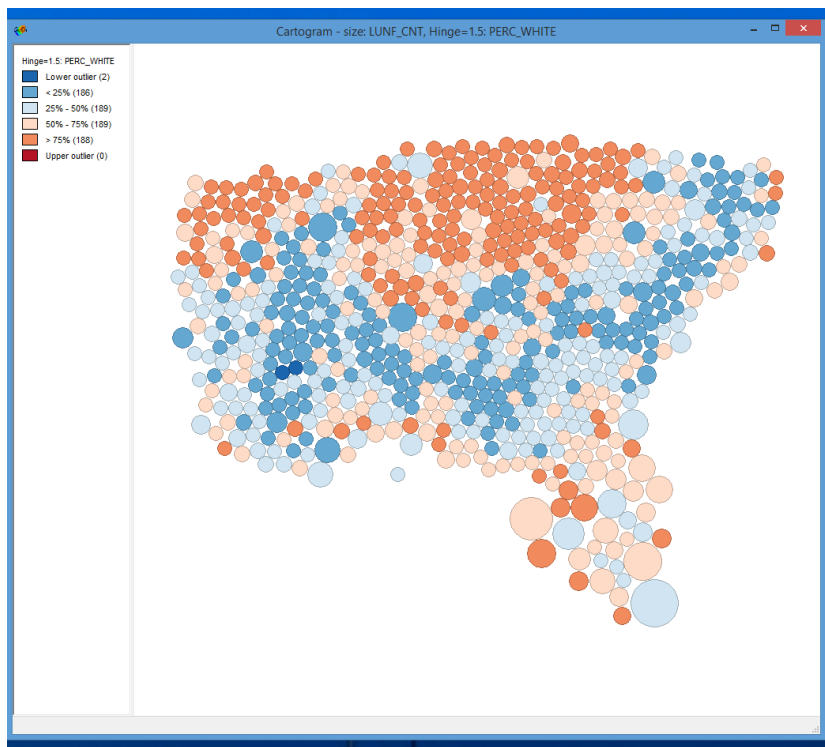 Cartogram - size: LUNF_CNT, Hinge=1.5: PERC_WHITE
Hinge=1.5: PERC_WHITE
Lower outlier (2)
< 25% (186)
25% - 50% (189)
50% - 75% (189)
> 75% (188)
Upper outlier (0)